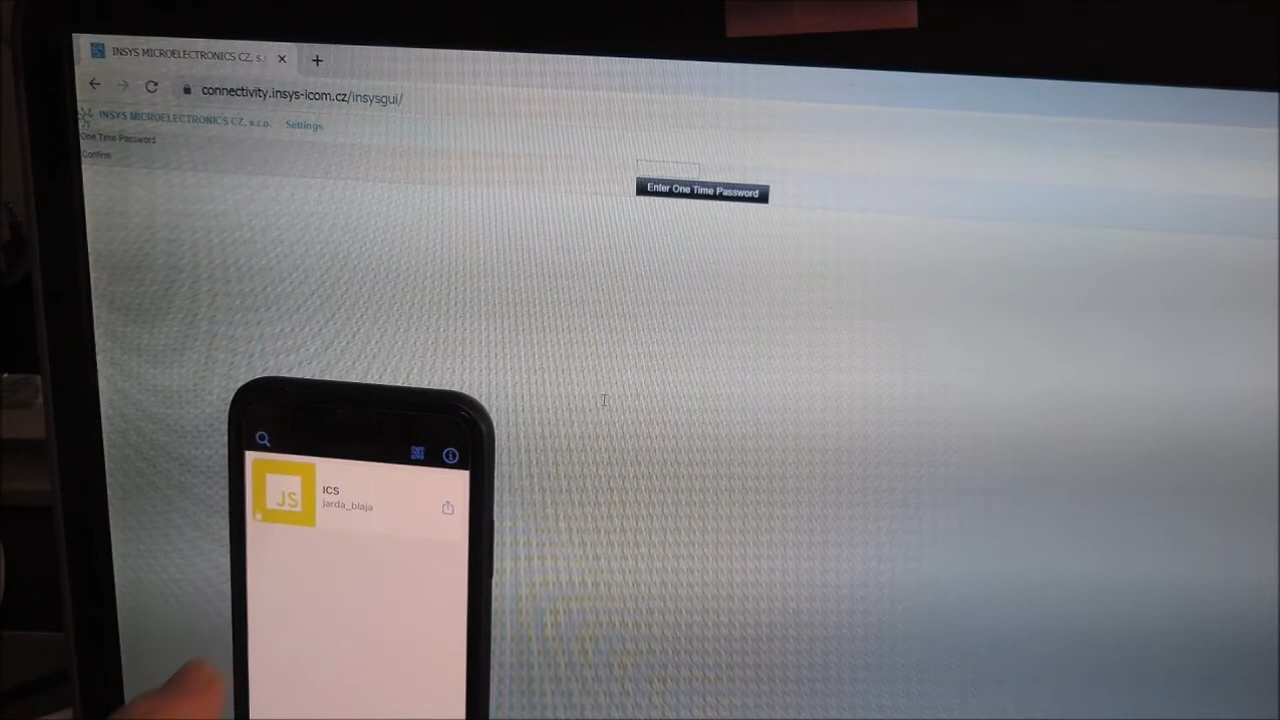 INSYS MICROELECTRONICS CZ, s.r
connectivity.insys-icom.cz/insysgui/
INSYS MICROELECTRONICS CZ, s.r.o. Settings
One Time Password
Confirm
Enter One Time Password
JS
ICS
jarda_blaja